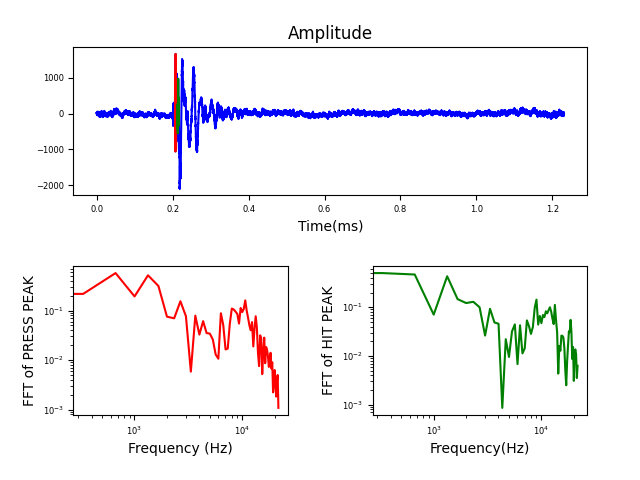 Amplitude
1000
0
−1000
−2000
0.0 0.2 0.4 0.6 0.8 1.0 1.2
Time(ms)
FFT of PRESS PEAK
10⁻¹
10⁻²
10⁻³
10³ 10⁴
Frequency (Hz)
FFT of HIT PEAK
10⁻¹
10⁻²
10⁻³
10³ 10⁴
Frequency(Hz)